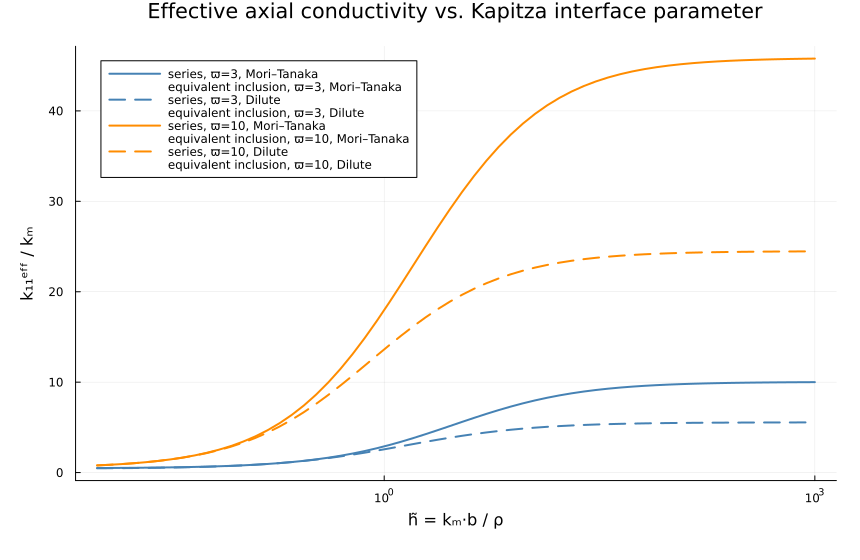 Effective axial conductivity vs. Kapitza interface parameter
series, ϖ=3, Mori–Tanaka
equivalent inclusion, ϖ=3, Mori–Tanaka
series, ϖ=3, Dilute
equivalent inclusion, ϖ=3, Dilute
series, ϖ=10, Mori–Tanaka
equivalent inclusion, ϖ=10, Mori–Tanaka
series, ϖ=10, Dilute
equivalent inclusion, ϖ=10, Dilute
40
30
20
10
0
k₁₁ᵉᶠᶠ / kₘ
10⁰
10³
h̃ = kₘ·b / ρ